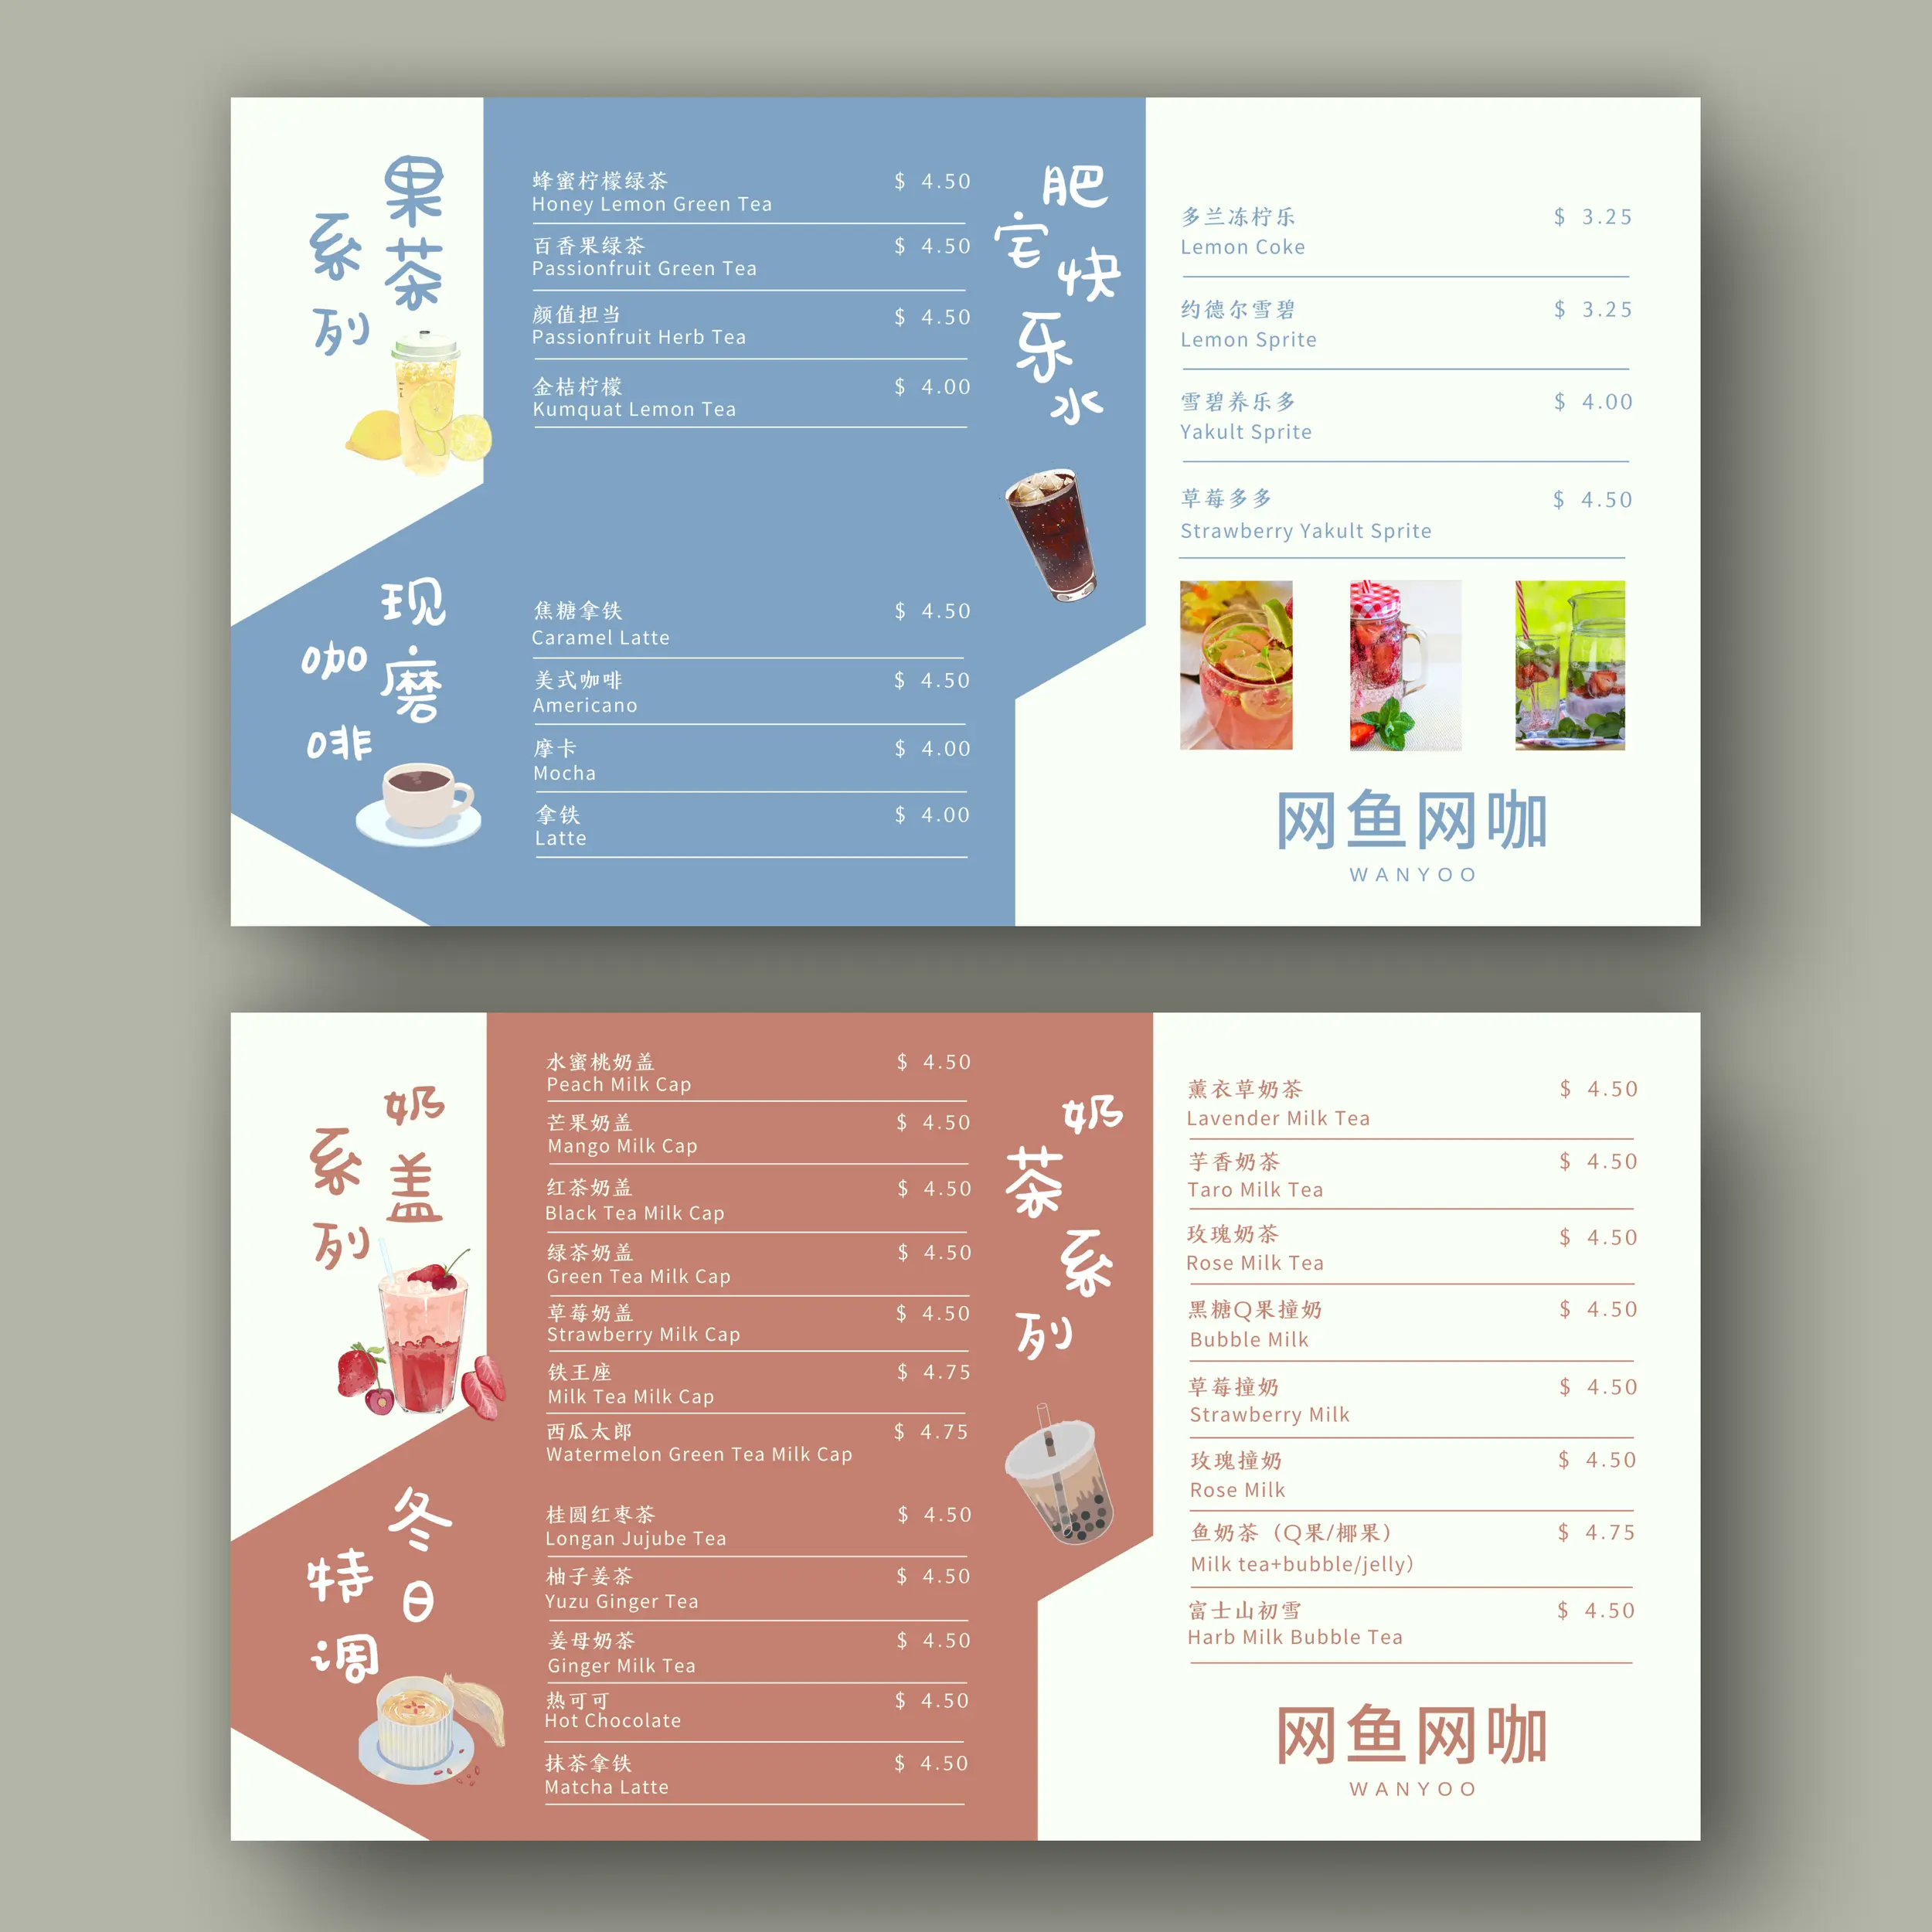 果茶
系列
蜂蜜柠檬绿茶 $ 4.50
Honey Lemon Green Tea
百香果绿茶 $ 4.50
Passionfruit Green Tea
颜值担当 $ 4.50
Passionfruit Herb Tea
金桔柠檬 $ 4.00
Kumquat Lemon Tea
现磨
咖啡
焦糖拿铁 $ 4.50
Caramel Latte
美式咖啡 $ 4.50
Americano
摩卡 $ 4.00
Mocha
拿铁 $ 4.00
Latte
肥宅快乐水
多兰冻柠乐 $ 3.25
Lemon Coke
约德尔雪碧 $ 3.25
Lemon Sprite
雪碧养乐多 $ 4.00
Yakult Sprite
草莓多多 $ 4.50
Strawberry Yakult Sprite
网鱼网咖
WANYOO
奶盖
系列
水蜜桃奶盖 $ 4.50
Peach Milk Cap
芒果奶盖 $ 4.50
Mango Milk Cap
红茶奶盖 $ 4.50
Black Tea Milk Cap
绿茶奶盖 $ 4.50
Green Tea Milk Cap
草莓奶盖 $ 4.50
Strawberry Milk Cap
铁王座 $ 4.75
Milk Tea Milk Cap
西瓜太郎 $ 4.75
Watermelon Green Tea Milk Cap
冬日
特调
桂圆红枣茶 $ 4.50
Longan Jujube Tea
柚子姜茶 $ 4.50
Yuzu Ginger Tea
姜母奶茶 $ 4.50
Ginger Milk Tea
热可可 $ 4.50
Hot Chocolate
抹茶拿铁 $ 4.50
Matcha Latte
奶茶系列
薰衣草奶茶 $ 4.50
Lavender Milk Tea
芋香奶茶 $ 4.50
Taro Milk Tea
玫瑰奶茶 $ 4.50
Rose Milk Tea
黑糖Q果撞奶 $ 4.50
Bubble Milk
草莓撞奶 $ 4.50
Strawberry Milk
玫瑰撞奶 $ 4.50
Rose Milk
鱼奶茶（Q果/椰果） $ 4.75
Milk tea+bubble/jelly）
富士山初雪 $ 4.50
Harb Milk Bubble Tea
网鱼网咖
WANYOO